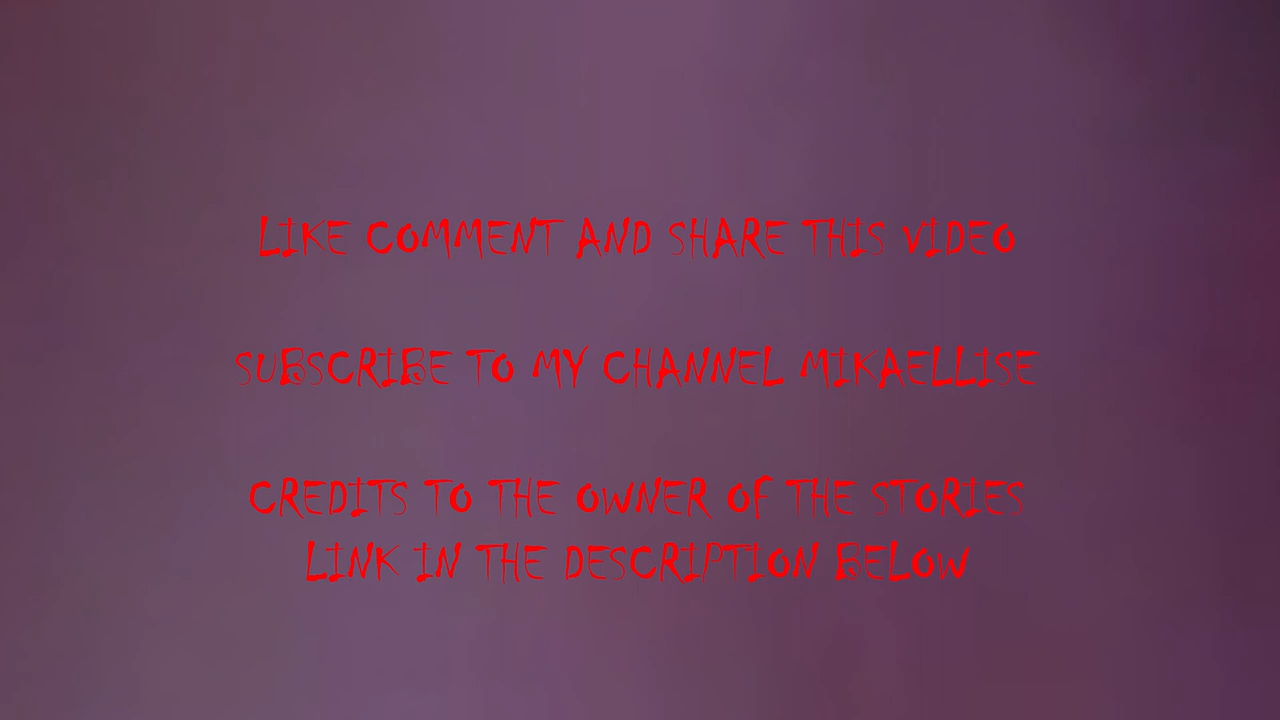 LIKE COMMENT AND SHARE THIS VIDEO
SUBSCRIBE TO MY CHANNEL MIKAELLISE
CREDITS TO THE OWNER OF THE STORIES
LINK IN THE DESCRIPTION BELOW